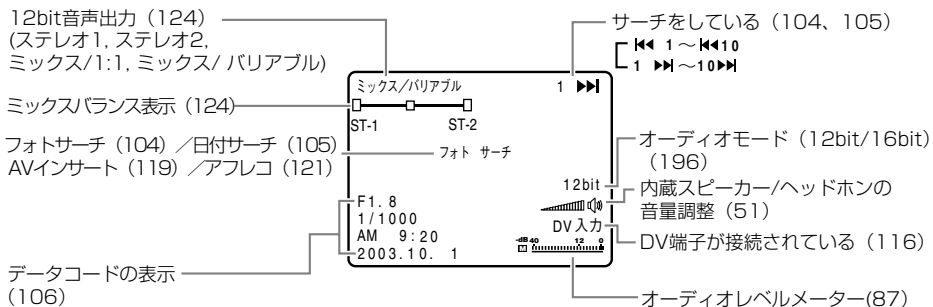 12bit音声出力（124）
(ステレオ1, ステレオ2,
ミックス/1:1, ミックス/ バリアブル)
ミックスバランス表示（124）
フォトサーチ（104）／日付サーチ（105）
AVインサート（119）／アフレコ（121）
データコードの表示
（106）
ミックス／バリアブル
1 ▶▶|
ST-1 ST-2
フォト サーチ
12bit
F1.8
1/1000
DV入力
AM 9:20
2003.10. 1
-dB 40 12 0
M
サーチをしている（104、105）
|◀◀ 1～|◀◀10
1 ▶▶|～10▶▶|
オーディオモード（12bit/16bit）
（196）
内蔵スピーカー/ヘッドホンの
音量調整（51）
DV端子が接続されている（116）
オーディオレベルメーター(87)